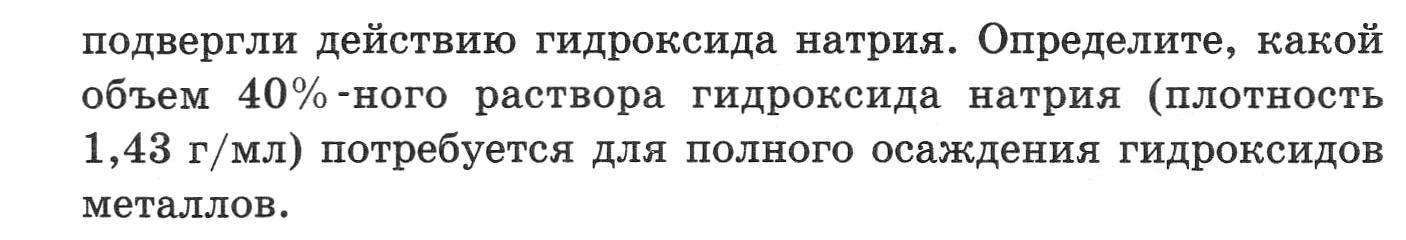 подвергли действию гидроксида натрия. Определите, какой
объем 40%-ного раствора гидроксида натрия (плотность
1,43 г/мл) потребуется для полного осаждения гидроксидов
металлов.